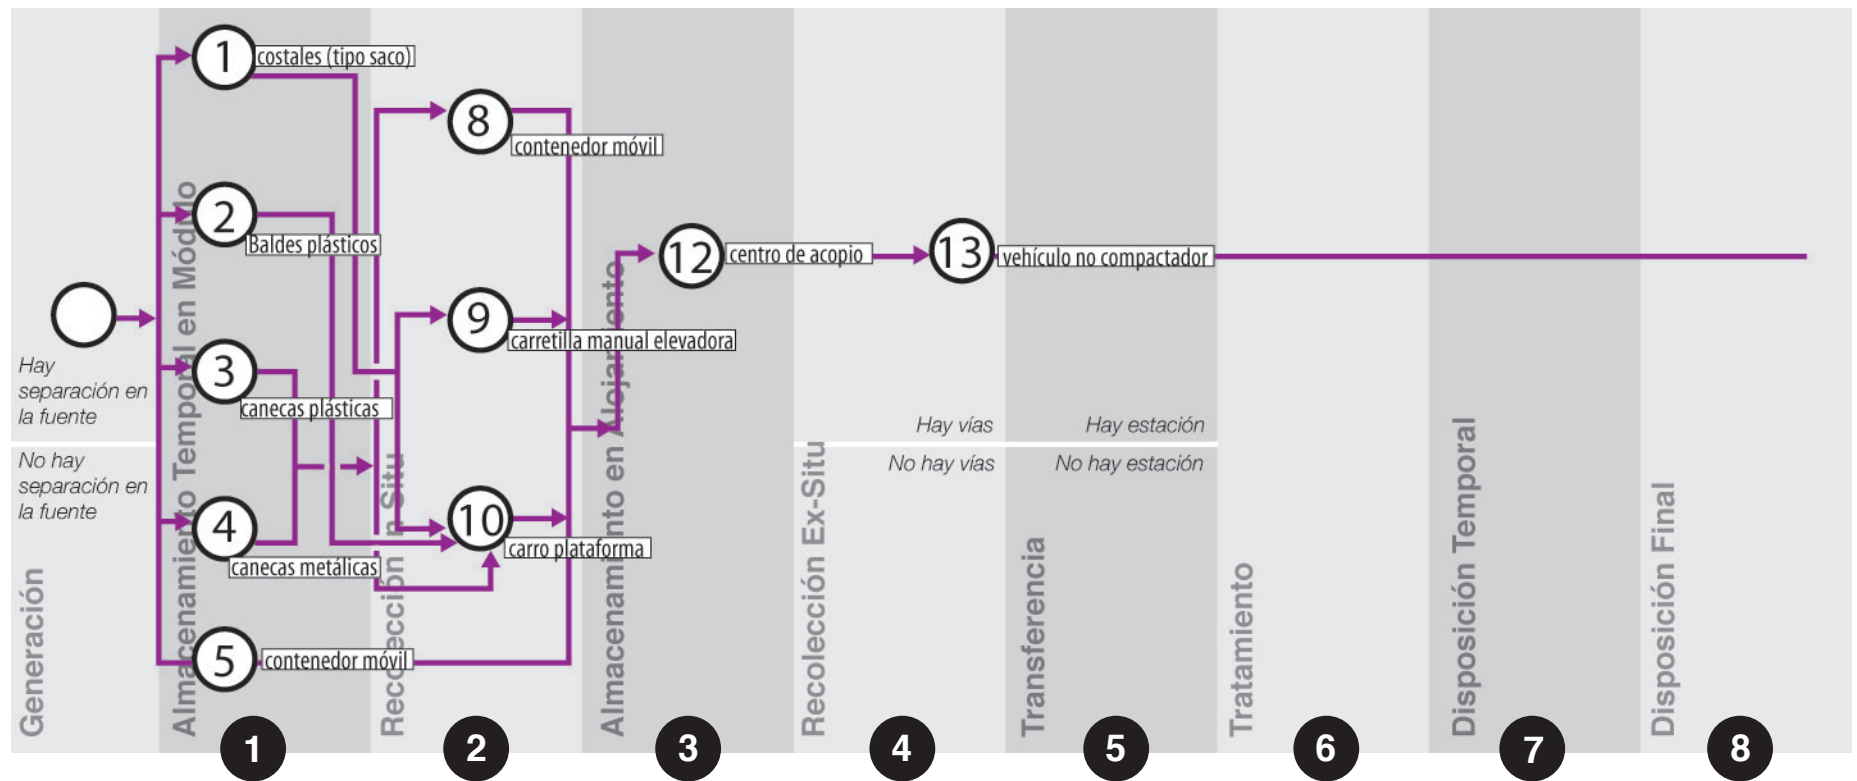 1
costales (tipo saco)
2
Baldes plásticos
3
canecas plásticas
4
canecas metálicas
5
contenedor móvil
8
contenedor móvil
9
carretilla manual elevadora
10
carro plataforma
12
centro de acopio
13
vehículo no compactador
Hay
separación en
la fuente
No hay
separación en
la fuente
Hay vías
No hay vías
Hay estación
No hay estación
Generación
Almacenamiento Temporal en Módulo
Recolección n-Situ
Almacenamiento en Alojamiento
Recolección Ex-Situ
Transferencia
Tratamiento
Disposición Temporal
Disposición Final
1
2
3
4
5
6
7
8